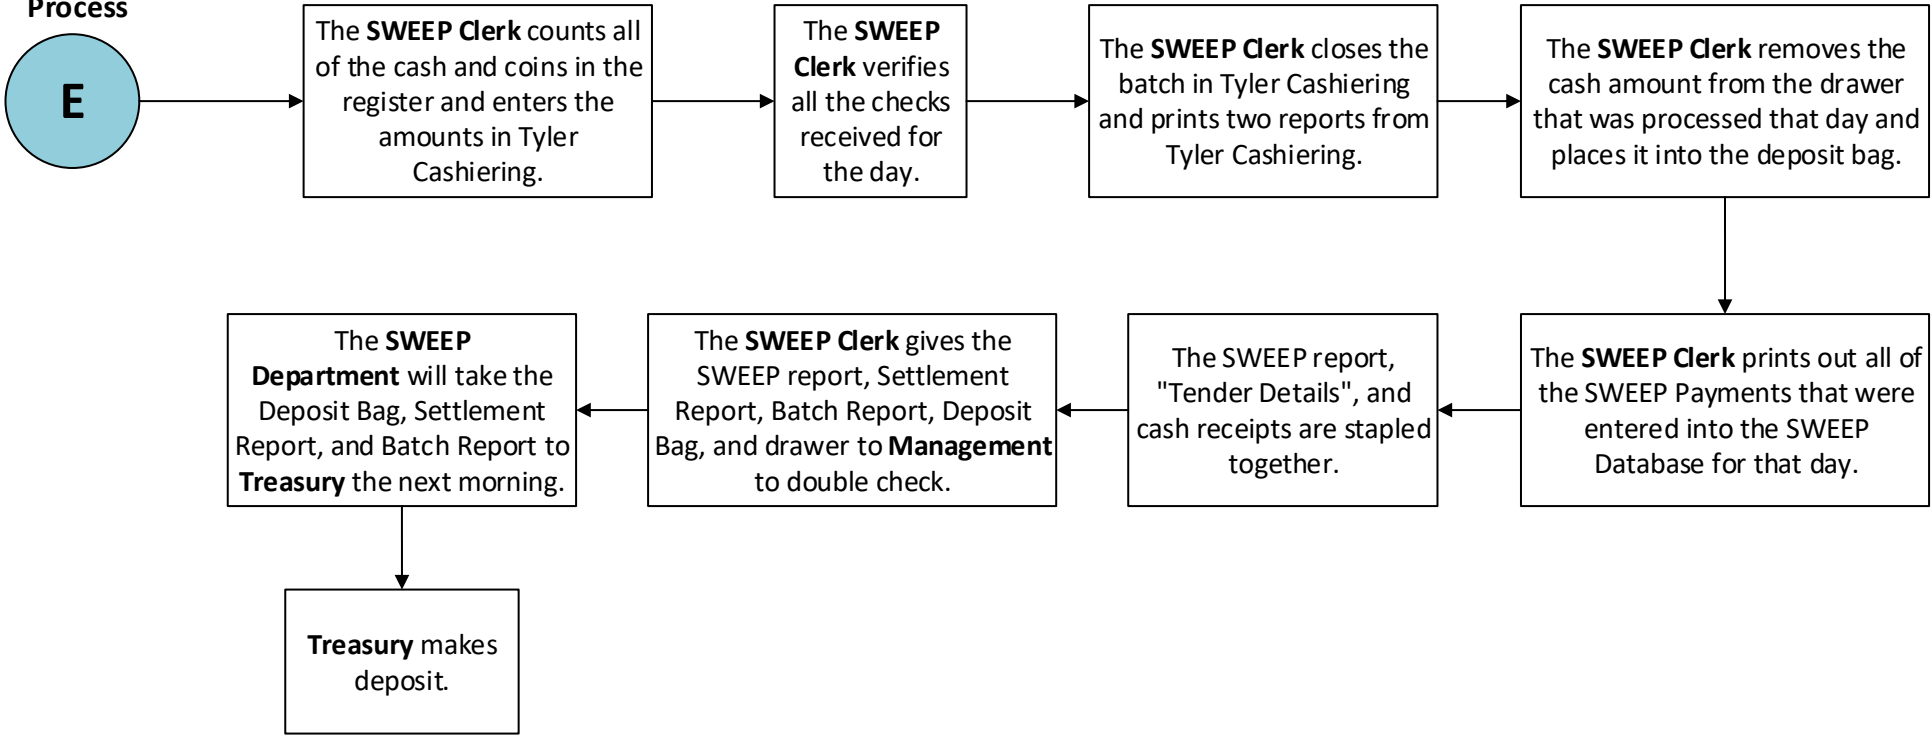 Process
E
The SWEEP Clerk counts all
of the cash and coins in the
register and enters the
amounts in Tyler
Cashiering.
The SWEEP
Clerk verifies
all the checks
received for
the day.
The SWEEP Clerk closes the
batch in Tyler Cashiering
and prints two reports from
Tyler Cashiering.
The SWEEP Clerk removes the
cash amount from the drawer
that was processed that day and
places it into the deposit bag.
The SWEEP Clerk prints out all of
the SWEEP Payments that were
entered into the SWEEP
Database for that day.
The SWEEP report,
"Tender Details", and
cash receipts are stapled
together.
The SWEEP Clerk gives the
SWEEP report, Settlement
Report, Batch Report, Deposit
Bag, and drawer to Management
to double check.
The SWEEP
Department will take the
Deposit Bag, Settlement
Report, and Batch Report to
Treasury the next morning.
Treasury makes
deposit.